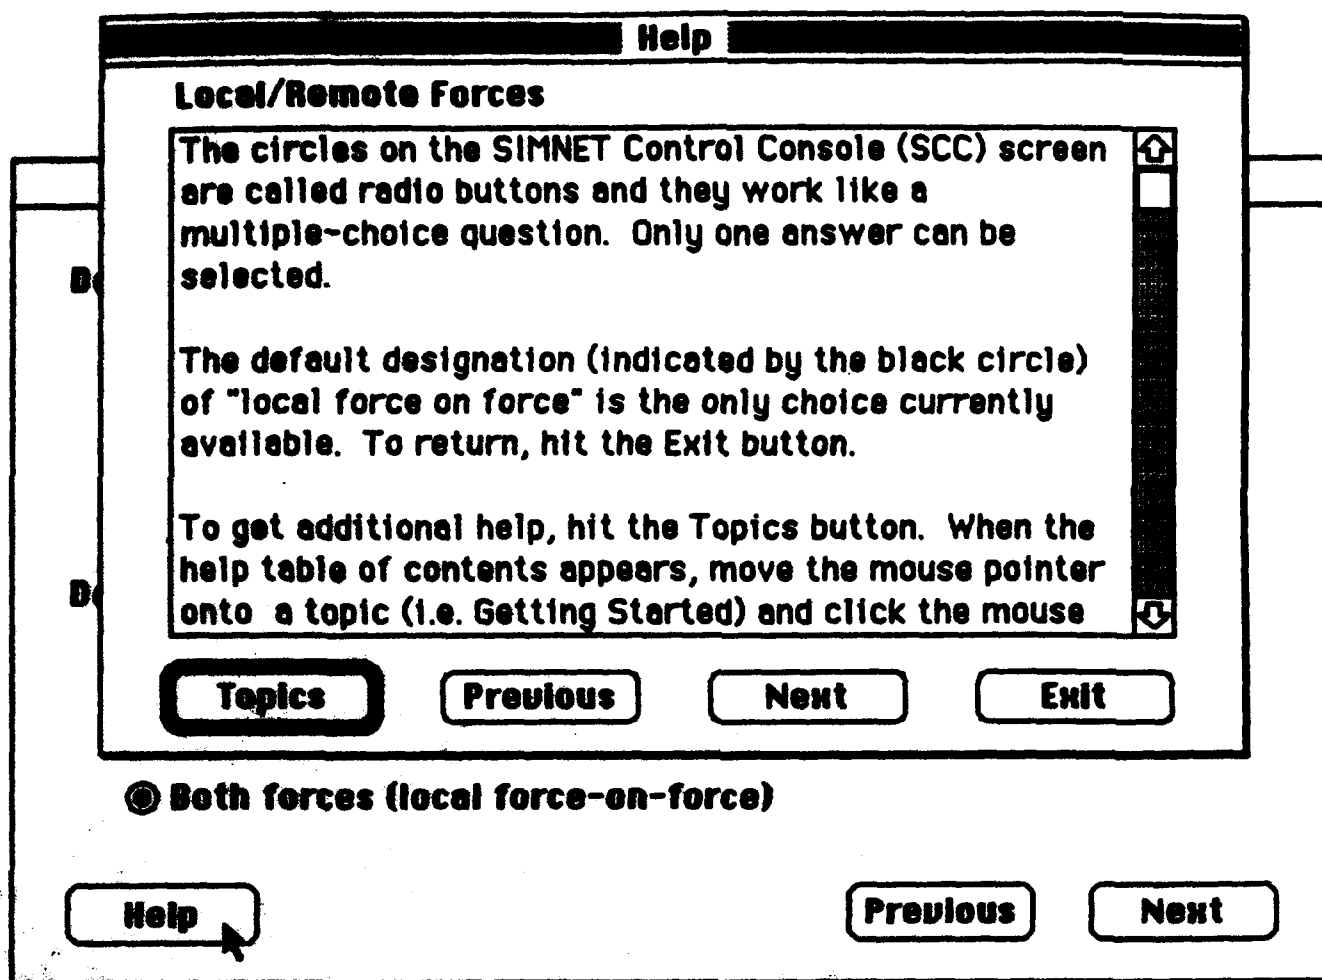 Help
Local/Remote Forces
The circles on the SIMNET Control Console (SCC) screen
are called radio buttons and they work like a
multiple-choice question. Only one answer can be
selected.
The default designation (indicated by the black circle)
of "local force on force" is the only choice currently
available. To return, hit the Exit button.
To get additional help, hit the Topics button. When the
help table of contents appears, move the mouse pointer
onto a topic (i.e. Getting Started) and click the mouse
Topics
Previous
Next
Exit
Both forces (local force-on-force)
Help
Previous
Next